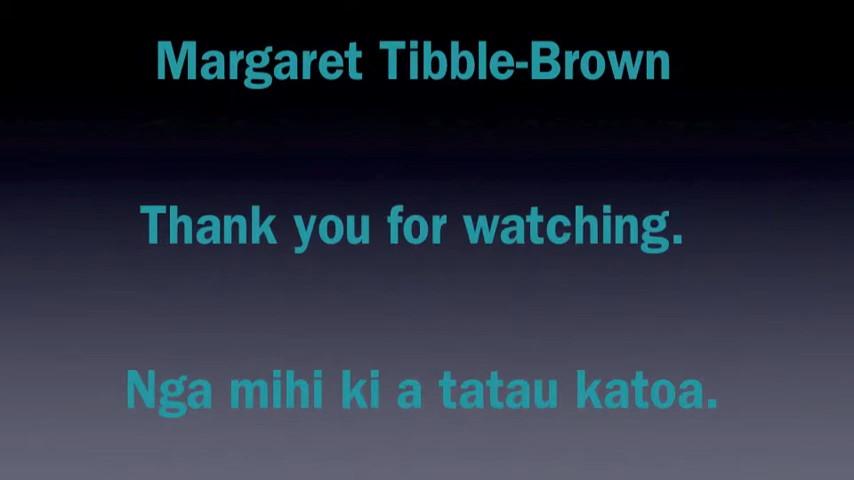 Margaret Tibble-Brown
Thank you for watching.
Nga mihi ki a tatau katoa.